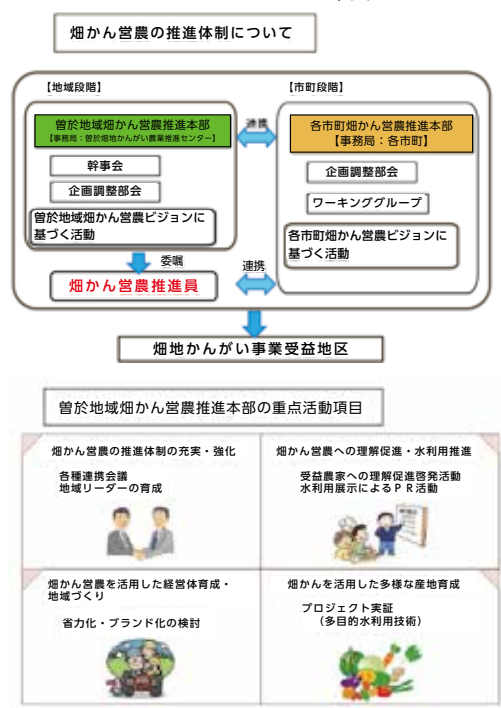 畑かん営農の推進体制について
【地域段階】
【市町段階】
曽於地域畑かん営農推進本部
【事務局：曽於畑地かんがい農業推進センター】
連携
各市町畑かん営農推進本部
【事務局：各市町】
幹事会
企画調整部会
曽於地域畑かん営農ビジョンに
基づく活動
企画調整部会
ワーキンググループ
各市町畑かん営農ビジョンに
基づく活動
委嘱
連携
畑かん営農推進員
畑地かんがい事業受益地区
曽於地域畑かん営農推進本部の重点活動項目
畑かん営農の推進体制の充実・強化
各種連携会議
地域リーダーの育成
畑かん営農への理解促進・水利用推進
受益農家への理解促進啓発活動
水利用展示によるＰＲ活動
畑かん営農を活用した経営体育成・
地域づくり
省力化・ブランド化の検討
畑かんを活用した多様な産地育成
プロジェクト実証
（多目的水利用技術）